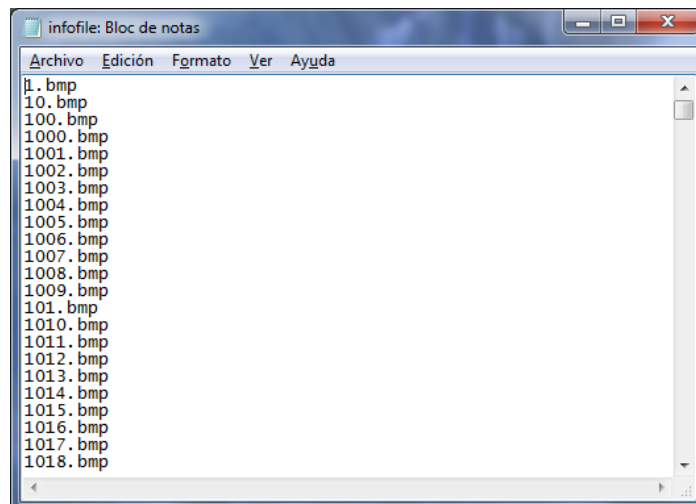 infofile: Bloc de notas
Archivo Edición Formato Ver Ayuda
1.bmp
10.bmp
100.bmp
1000.bmp
1001.bmp
1002.bmp
1003.bmp
1004.bmp
1005.bmp
1006.bmp
1007.bmp
1008.bmp
1009.bmp
101.bmp
1010.bmp
1011.bmp
1012.bmp
1013.bmp
1014.bmp
1015.bmp
1016.bmp
1017.bmp
1018.bmp